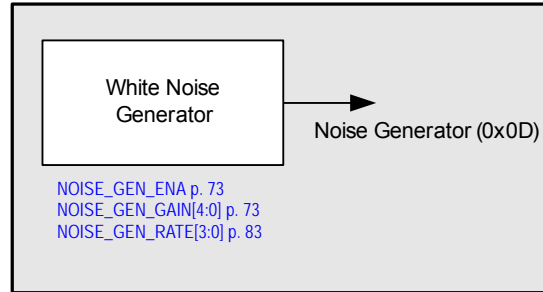 White Noise
Generator
Noise Generator (0x0D)
NOISE_GEN_ENA p. 73
NOISE_GEN_GAIN[4:0] p. 73
NOISE_GEN_RATE[3:0] p. 83